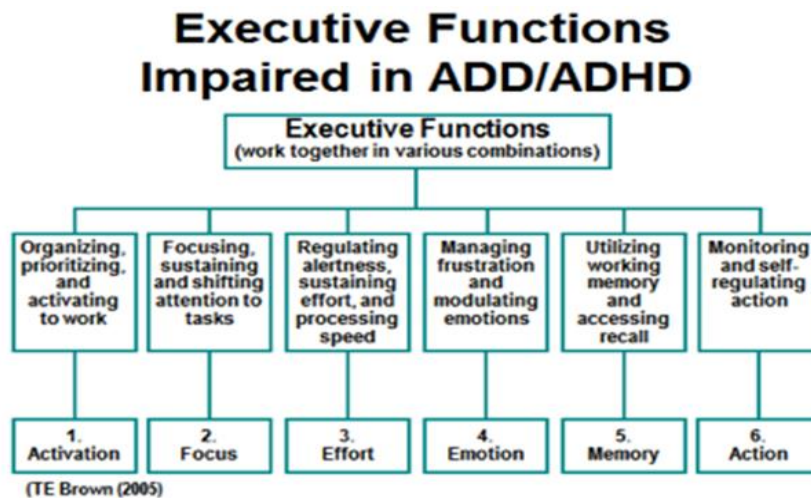 Executive Functions
Impaired in ADD/ADHD
Executive Functions
(work together in various combinations)
Organizing,
prioritizing,
and
activating
to work
Focusing,
sustaining
and shifting
attention to
tasks
Regulating
alertness,
sustaining
effort, and
processing
speed
Managing
frustration
and
modulating
emotions
Utilizing
working
memory
and
accessing
recall
Monitoring
and self-
regulating
action
1.
Activation
2.
Focus
3.
Effort
4.
Emotion
5.
Memory
6.
Action
(TE Brown (2005)